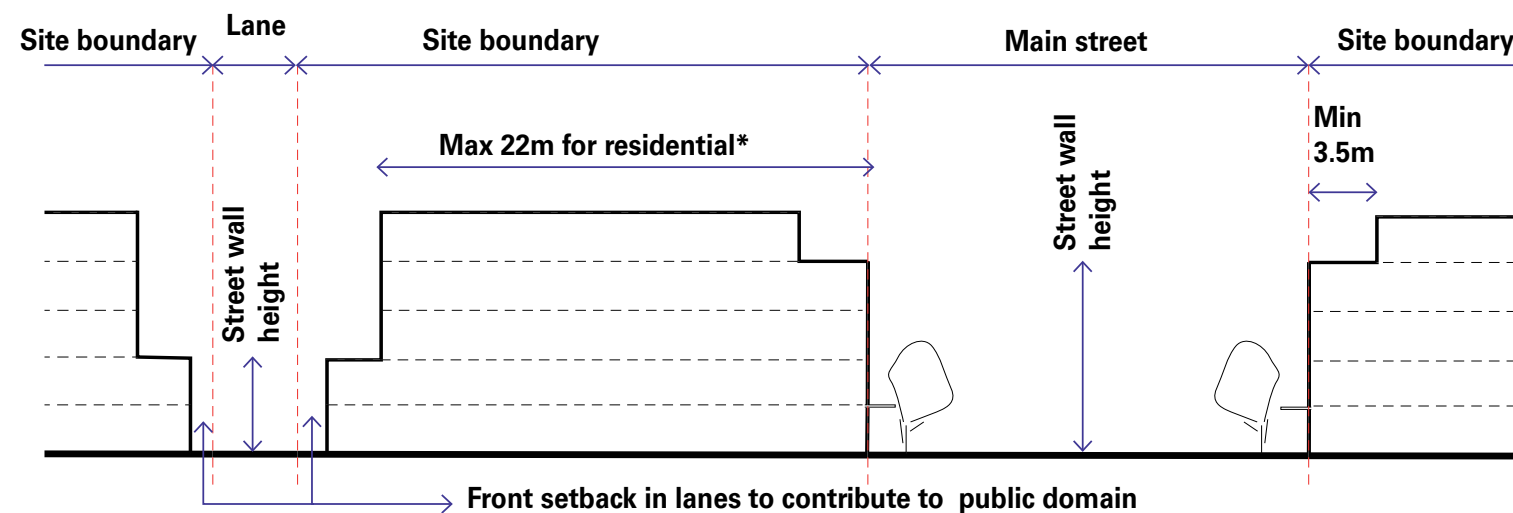 Site boundary
Lane
Site boundary
Main street
Site boundary
Max 22m for residential*
Min
3.5m
Street wall
height
Street wall
height
Front setback in lanes to contribute to public domain